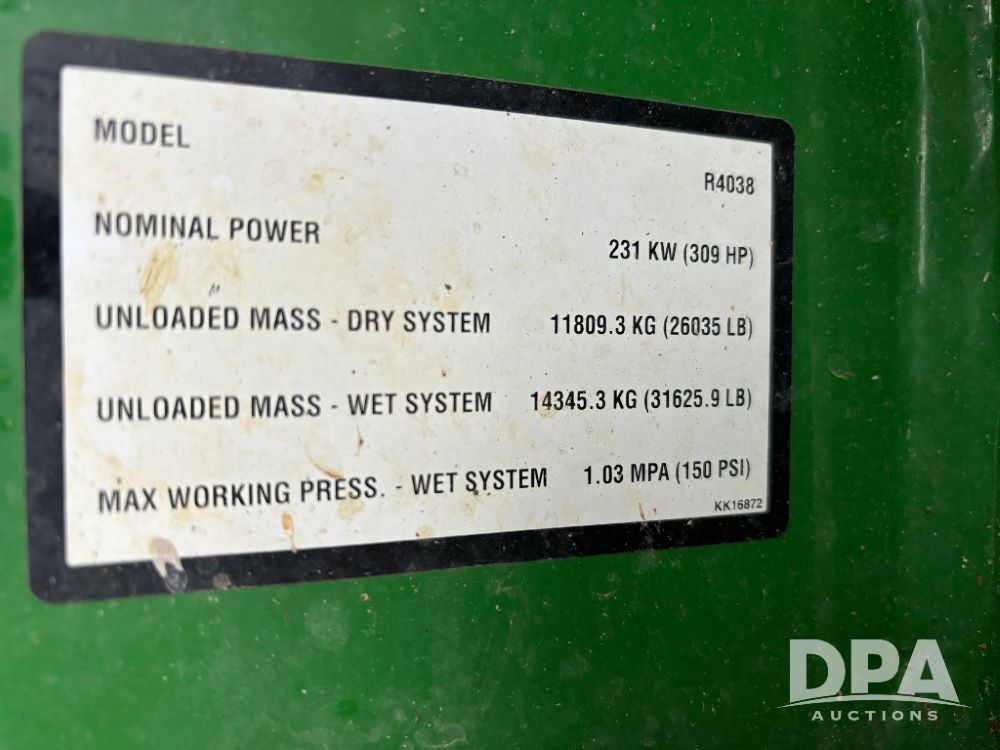 MODEL R4038
NOMINAL POWER 231 KW (309 HP)
UNLOADED MASS - DRY SYSTEM 11809.3 KG (26035 LB)
UNLOADED MASS - WET SYSTEM 14345.3 KG (31625.9 LB)
MAX WORKING PRESS. - WET SYSTEM 1.03 MPA (150 PSI)
KK16872
DPA
AUCTIONS